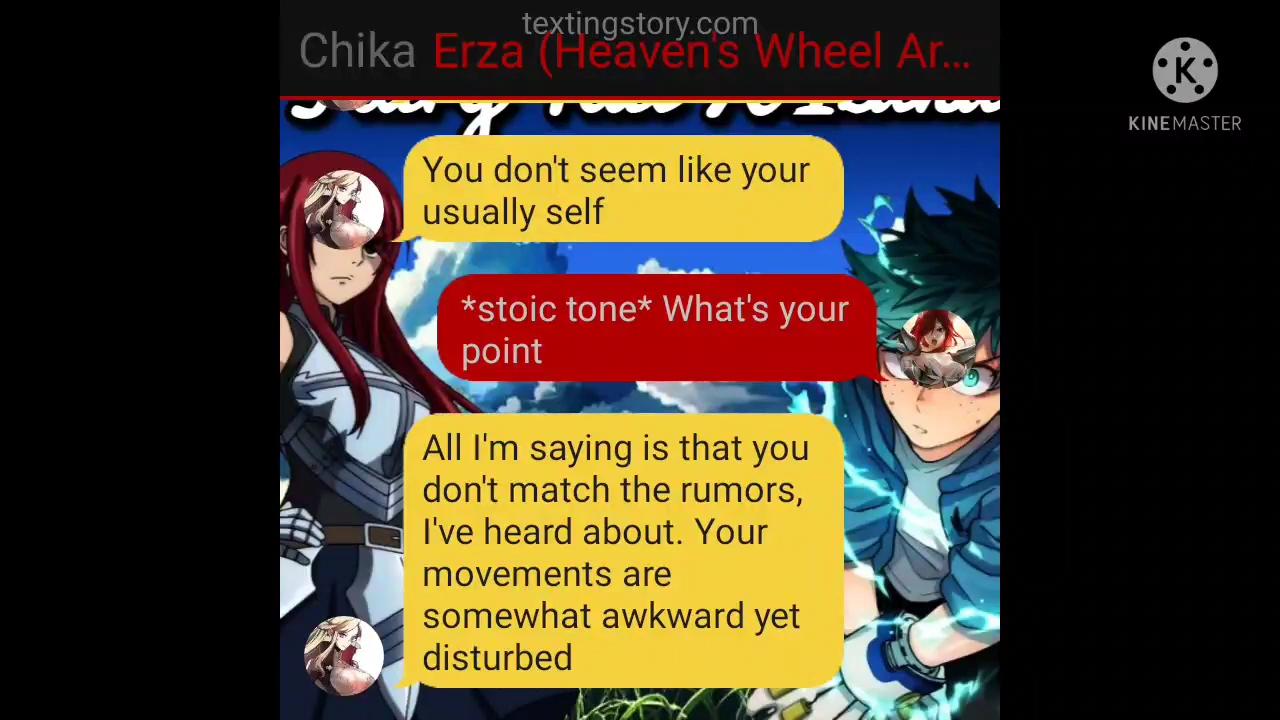 textingstory.com
Chika Erza (Heaven's Wheel Ar...
KINEMASTER
You don't seem like your
usually self
*stoic tone* What's your
point
All I'm saying is that you
don't match the rumors,
I've heard about. Your
movements are
somewhat awkward yet
disturbed